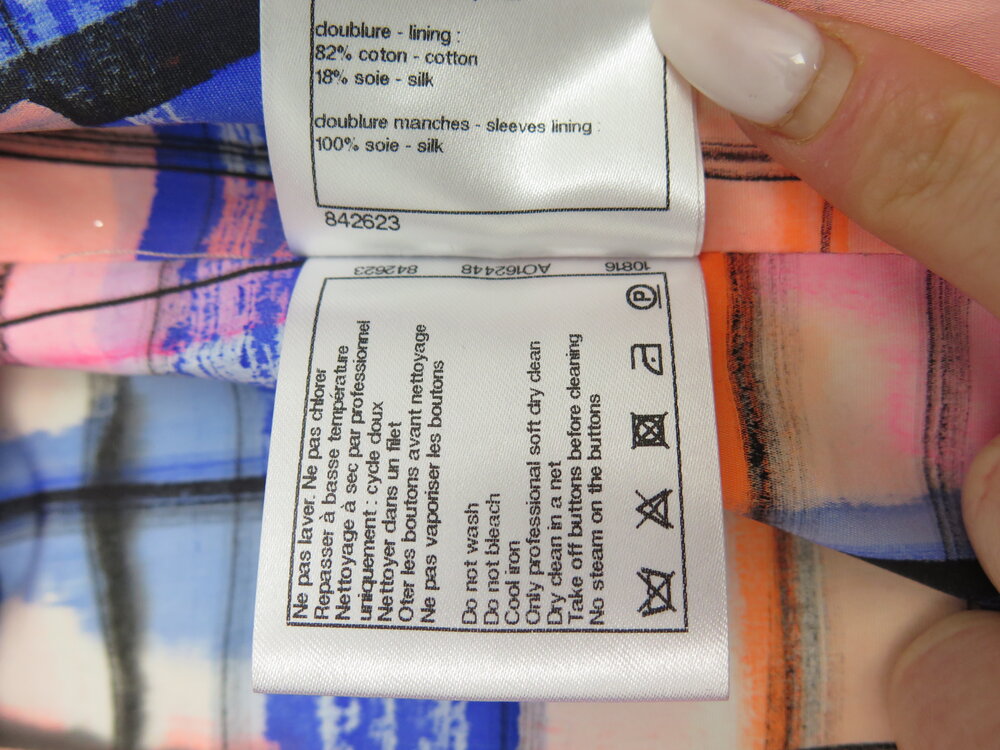 doublure - lining :
82% coton - cotton
18% soie - silk
doublure manches - sleeves lining :
100% soie - silk
842623
842623 AO162448 10816
Ne pas laver. Ne pas chlorer
Repasser à basse température
Nettoyage à sec par professionnel
uniquement : cycle doux
Nettoyer dans un filet
Oter les boutons avant nettoyage
Ne pas vaporiser les boutons
Do not wash
Do not bleach
Cool iron
Only professional soft dry clean
Dry clean in a net
Take off buttons before cleaning
No steam on the buttons
P